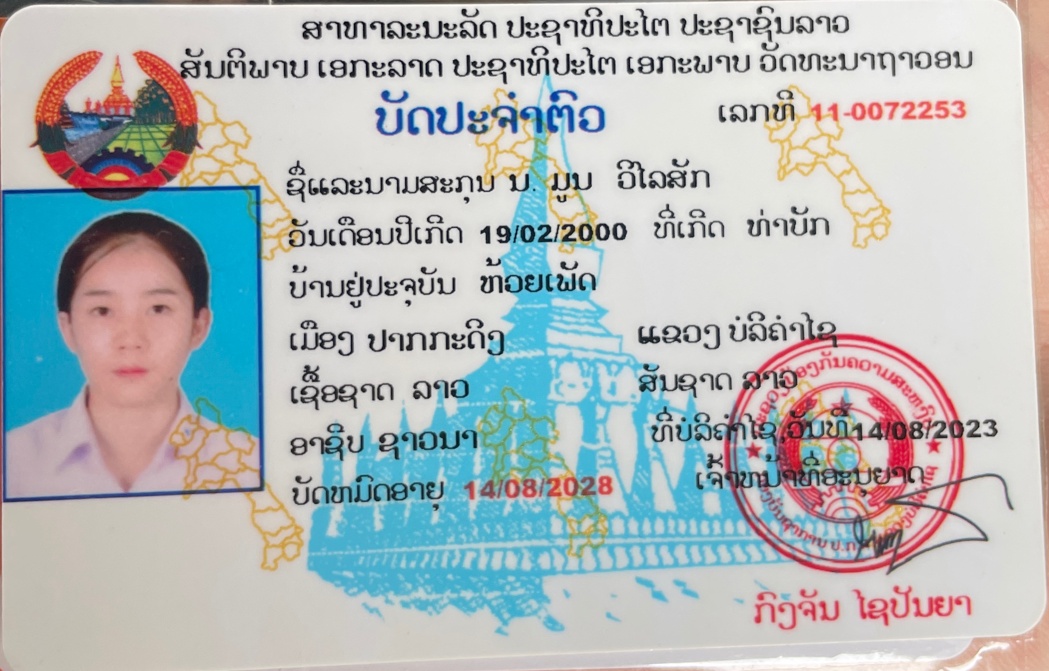 ສາທາລະນະລັດ ປະຊາທິປະໄຕ ປະຊາຊົນລາວ
ສັນຕິພາບ ເອກະລາດ ປະຊາທິປະໄຕ ເອກະພາບ ວັດທະນາຖາວອນ
ບັດປະຈຳຕົວ ເລກທີ 11-0072253
ຊື່ແລະນາມສະກຸນ ນ. ມູນ ວິໄລສັກ
ວັນເດືອນປີເກີດ 19/02/2000 ທີ່ເກີດ ທ່າບັກ
ບ້ານຢູ່ປະຈຸບັນ ຫ້ວຍເພັດ
ເມືອງ ປາກກະດິງ ແຂວງ ບໍລິຄຳໄຊ
ເຊື້ອຊາດ ລາວ ສັນຊາດ ລາວ
ອາຊີບ ຊາວນາ ທີ່ບໍລິຄຳໄຊ,ວັນທີ 14/08/2023
ບັດຫມົດອາຍຸ 14/08/2028 ເຈົ້າຫນ້າທີ່ອະນຸຍາດ
ກົງຈັນ ໄຊປັນຍາ